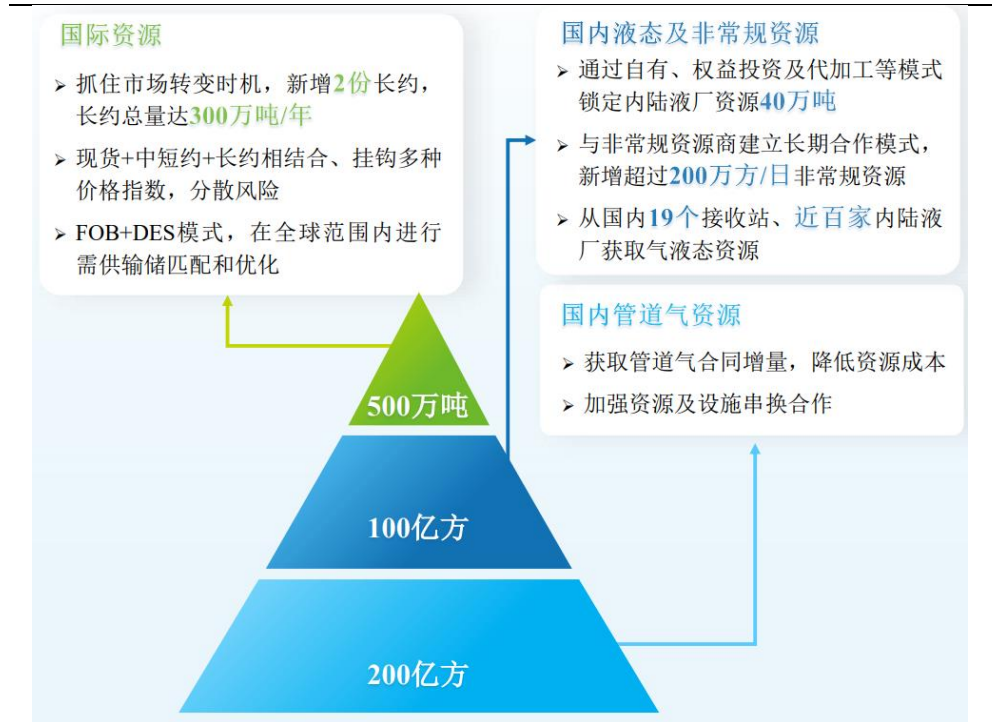 国际资源
➢ 抓住市场转变时机，新增2份长约，
长约总量达300万吨/年
➢ 现货+中短约+长约相结合、挂钩多种
价格指数，分散风险
➢ FOB+DES模式，在全球范围内进行
需供输储匹配和优化
国内液态及非常规资源
➢ 通过自有、权益投资及代加工等模式
锁定内陆液厂资源40万吨
➢ 与非常规资源商建立长期合作模式，
新增超过200万方/日非常规资源
➢ 从国内19个接收站、近百家内陆液
厂获取气液态资源
国内管道气资源
➢ 获取管道气合同增量，降低资源成本
➢ 加强资源及设施串换合作
500万吨
100亿方
200亿方